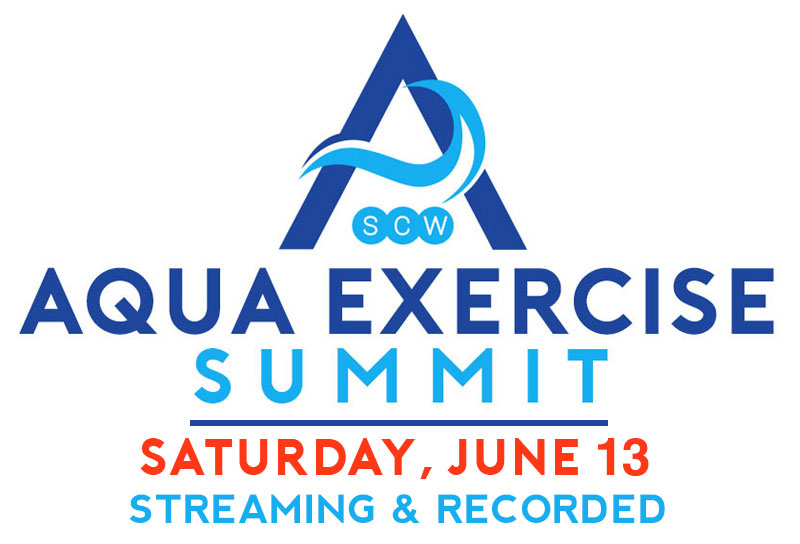 SCW
AQUA EXERCISE
SUMMIT
SATURDAY, JUNE 13
STREAMING & RECORDED